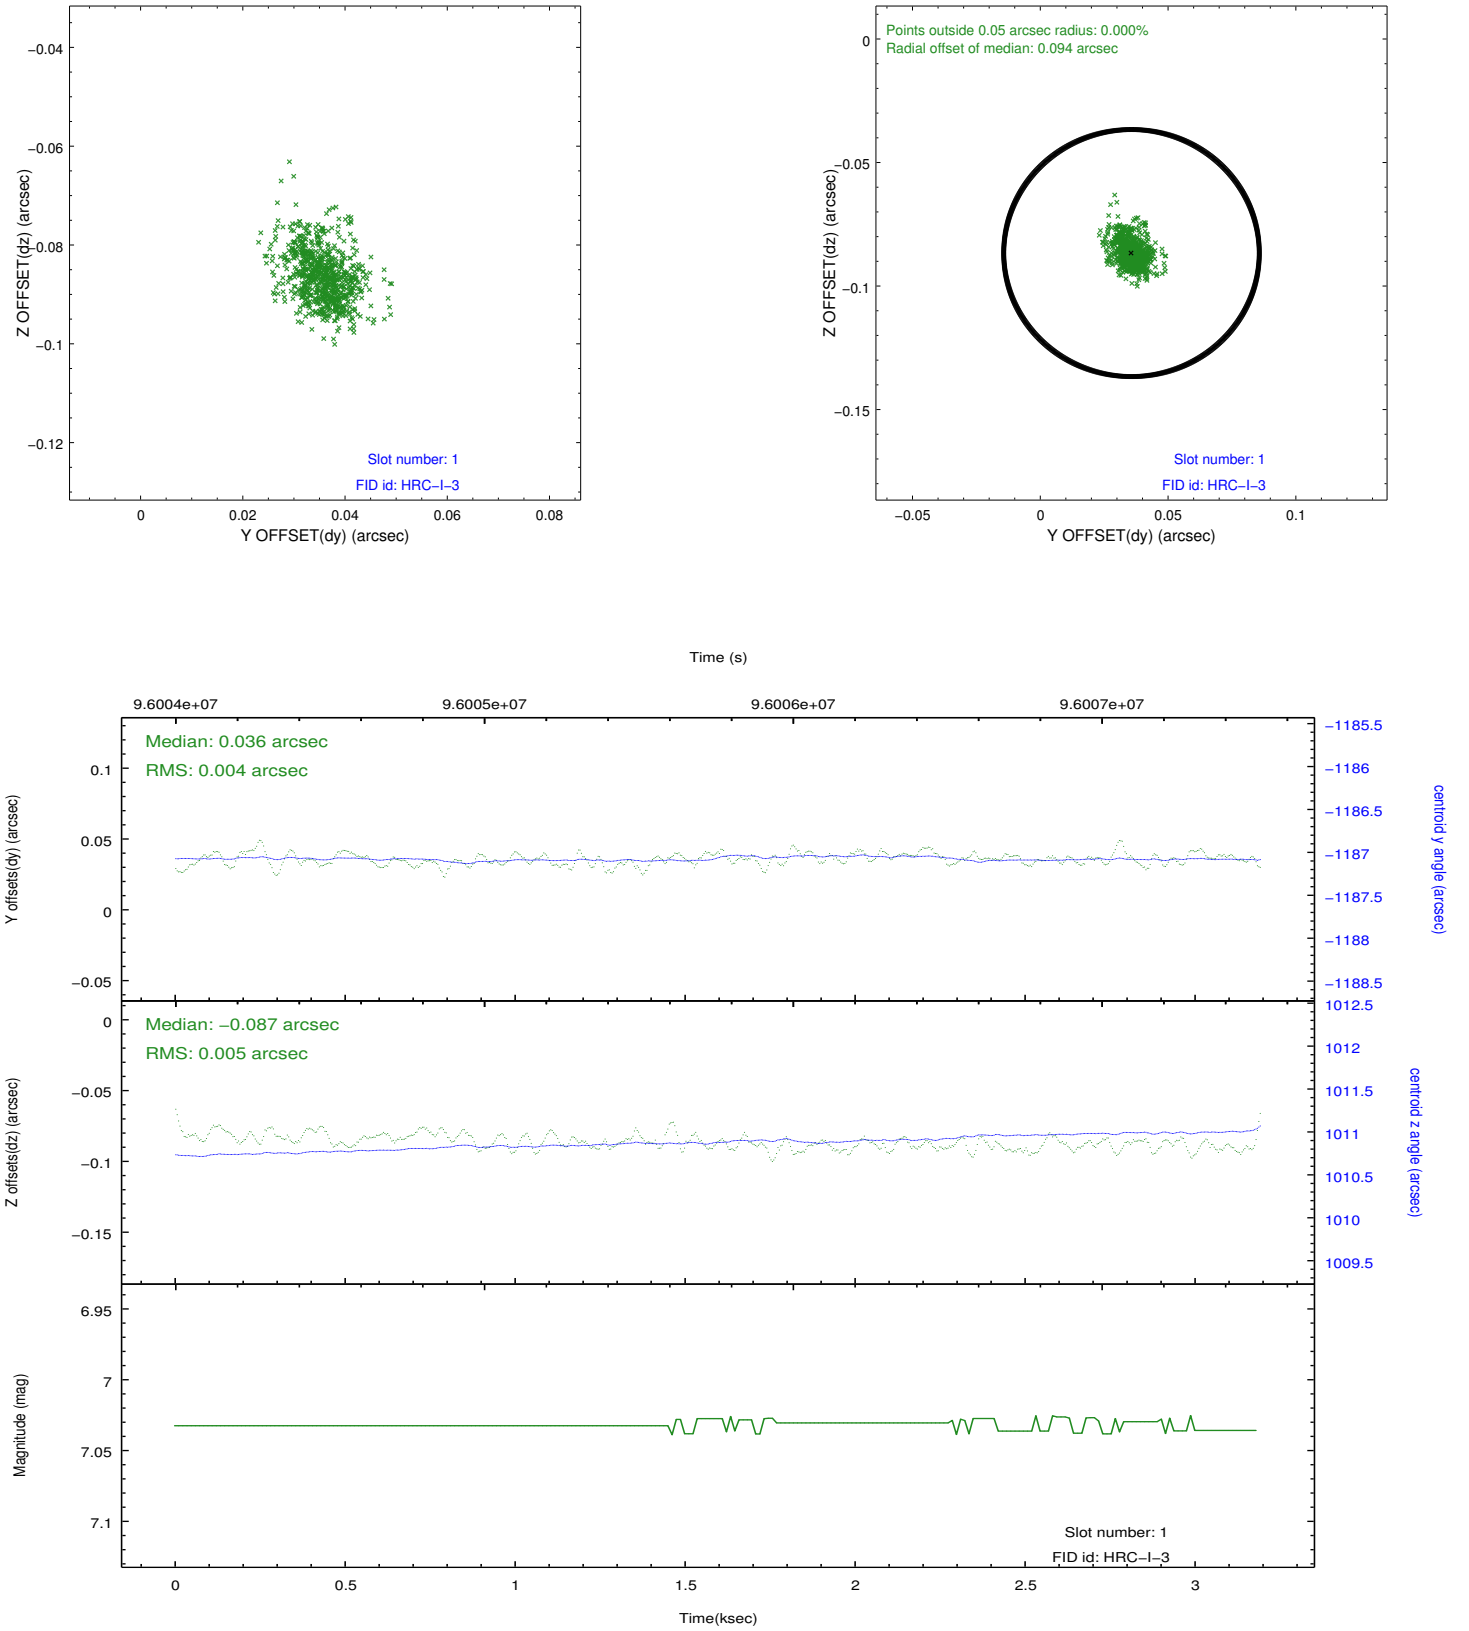 −0.04
−0.06
−0.08
−0.1
−0.12
Z OFFSET(dz) (arcsec)
Slot number: 1
FID id: HRC−I−3
0
0.02
0.04
0.06
0.08
Y OFFSET(dy) (arcsec)
Points outside 0.05 arcsec radius: 0.000%
Radial offset of median: 0.094 arcsec
0
−0.05
−0.1
−0.15
Z OFFSET(dz) (arcsec)
Slot number: 1
FID id: HRC−I−3
−0.05
0
0.05
0.1
Y OFFSET(dy) (arcsec)
Time (s)
9.6004e+07
9.6005e+07
9.6006e+07
9.6007e+07
Median: 0.036 arcsec
RMS: 0.004 arcsec
0.1
0.05
0
−0.05
Y offsets(dy) (arcsec)
−1185.5
−1186
−1186.5
−1187
−1187.5
−1188
−1188.5
centroid y angle (arcsec)
Median: −0.087 arcsec
RMS: 0.005 arcsec
0
−0.05
−0.1
−0.15
Z offsets(dz) (arcsec)
1012.5
1012
1011.5
1011
1010.5
1010
1009.5
centroid z angle (arcsec)
6.95
7
7.05
7.1
Magnitude (mag)
Slot number: 1
FID id: HRC−I−3
0
0.5
1
1.5
2
2.5
3
Time(ksec)